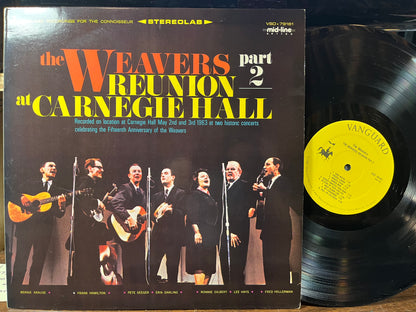 RECORDINGS FOR THE CONNOISSEUR
STEREOLAB
VSD-79161
mid-line
series
the WEAVERS part
REUNION 2
at CARNEGIE HALL
Recorded on location at Carnegie Hall May 2nd and 3rd 1963 at two historic concerts
celebrating the Fifteenth Anniversary of the Weavers
VANGUARD
BERNIE KRAUSE • FRANK HAMILTON • PETE SEEGER • ERIK DARLING • RONNIE GILBERT • LEE HAYS • FRED HELLERMAN